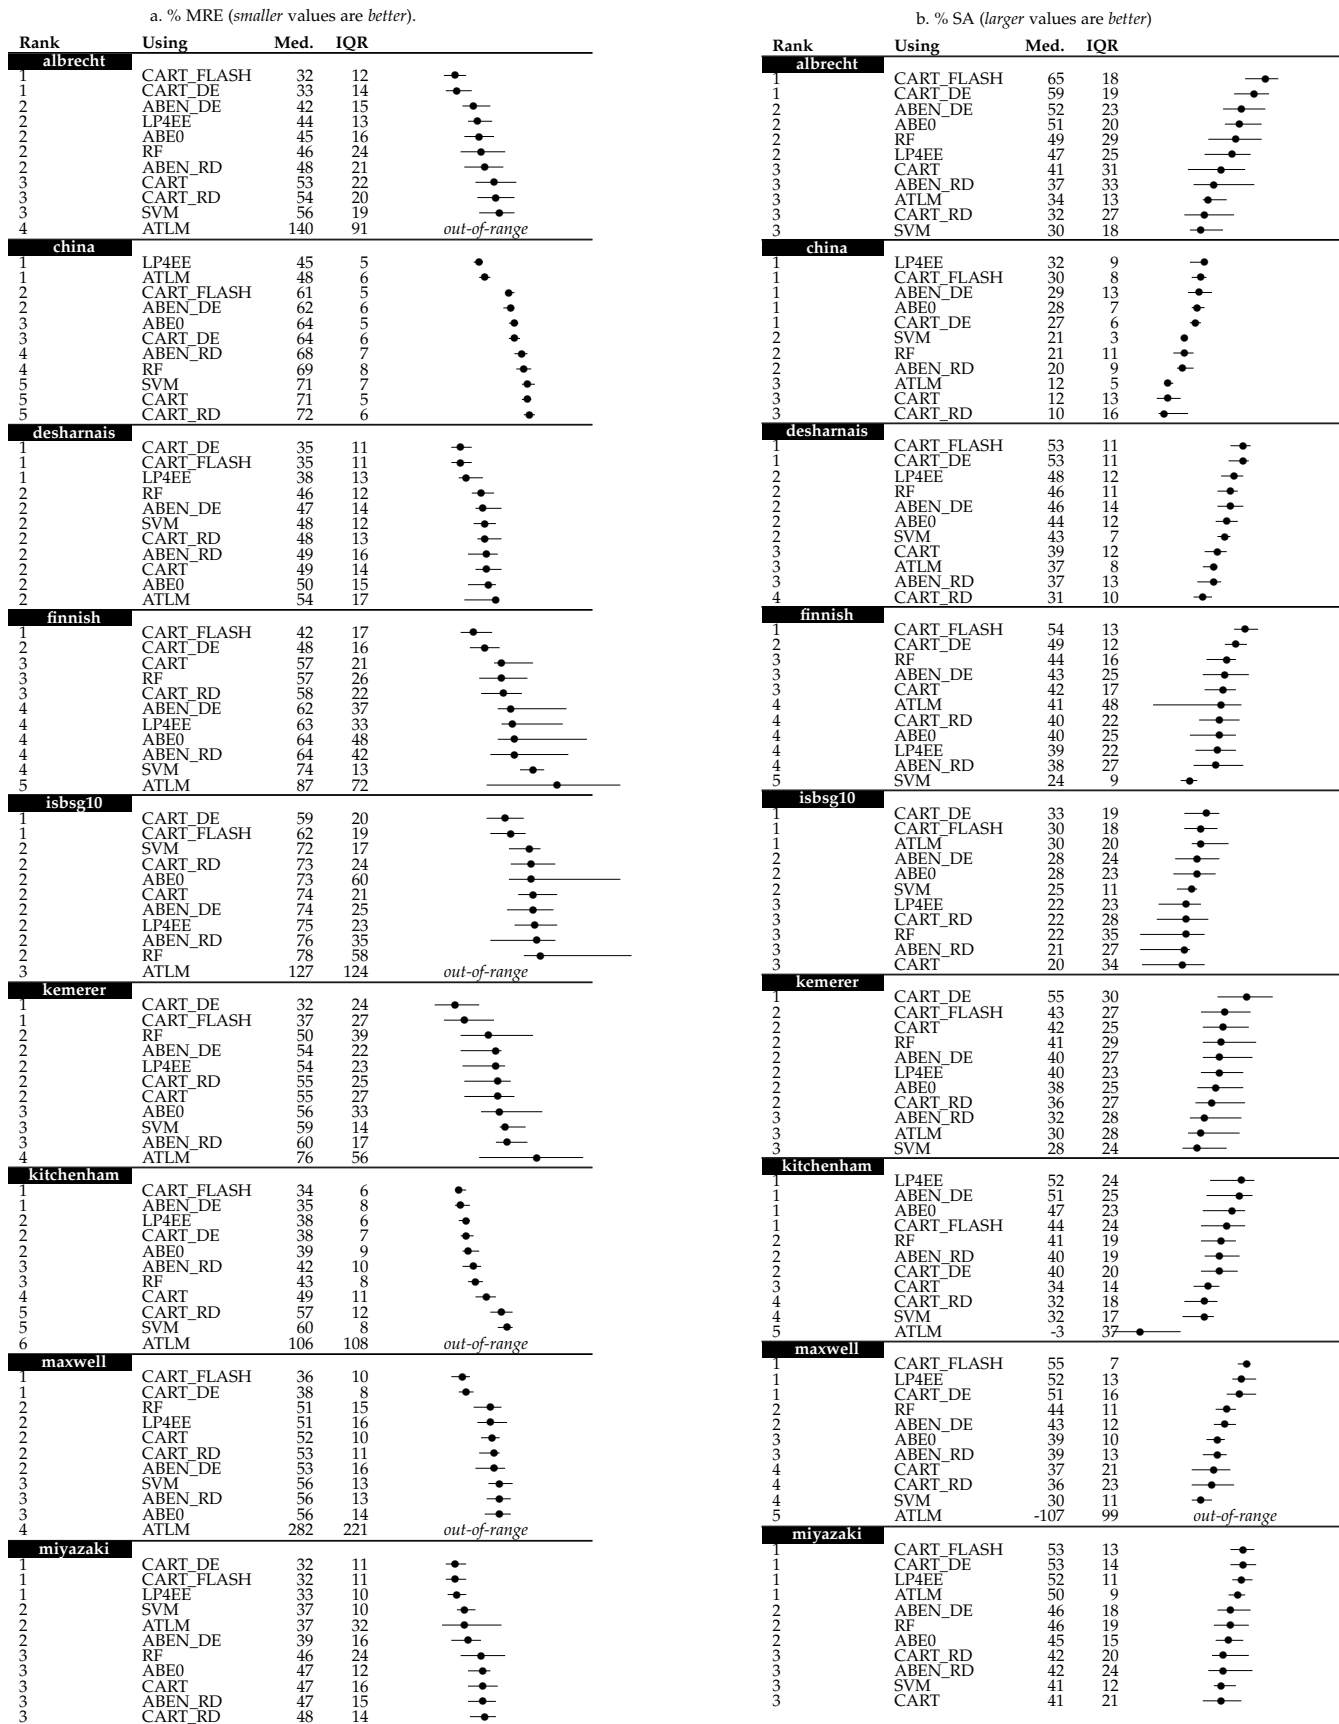 a. % MRE (smaller values are better).
Rank Using Med. IQR
albrecht
1 CART_FLASH 32 12
1 CART_DE 33 14
2 ABEN_DE 42 15
2 LP4EE 44 13
2 ABE0 45 16
2 RF 46 24
2 ABEN_RD 48 21
3 CART 53 22
3 CART_RD 54 20
3 SVM 56 19
4 ATLM 140 91 out-of-range
china
1 LP4EE 45 5
1 ATLM 48 6
2 CART_FLASH 61 5
2 ABEN_DE 62 6
3 ABE0 64 5
3 CART_DE 64 6
4 ABEN_RD 68 7
4 RF 69 8
5 SVM 71 7
5 CART 71 5
5 CART_RD 72 6
desharnais
1 CART_DE 35 11
1 CART_FLASH 35 11
1 LP4EE 38 13
2 RF 46 12
2 ABEN_DE 47 14
2 SVM 48 12
2 CART_RD 48 13
2 ABEN_RD 49 16
2 CART 49 14
2 ABE0 50 15
2 ATLM 54 17
finnish
1 CART_FLASH 42 17
2 CART_DE 48 16
3 CART 57 21
3 RF 57 26
3 CART_RD 58 22
4 ABEN_DE 62 37
4 LP4EE 63 33
4 ABE0 64 48
4 ABEN_RD 64 42
4 SVM 74 13
5 ATLM 87 72
isbsg10
1 CART_DE 59 20
1 CART_FLASH 62 19
2 SVM 72 17
2 CART_RD 73 24
2 ABE0 73 60
2 CART 74 21
2 ABEN_DE 74 25
2 LP4EE 75 23
2 ABEN_RD 76 35
2 RF 78 58
3 ATLM 127 124 out-of-range
kemerer
1 CART_DE 32 24
1 CART_FLASH 37 27
2 RF 50 39
2 ABEN_DE 54 22
2 LP4EE 54 23
2 CART_RD 55 25
2 CART 55 27
3 ABE0 56 33
3 SVM 59 14
3 ABEN_RD 60 17
4 ATLM 76 56
kitchenham
1 CART_FLASH 34 6
1 ABEN_DE 35 8
2 LP4EE 38 6
2 CART_DE 38 7
2 ABE0 39 9
3 ABEN_RD 42 10
3 RF 43 8
4 CART 49 11
5 CART_RD 57 12
5 SVM 60 8
6 ATLM 106 108 out-of-range
maxwell
1 CART_FLASH 36 10
1 CART_DE 38 8
2 RF 51 15
2 LP4EE 51 16
2 CART 52 10
2 CART_RD 53 11
2 ABEN_DE 53 16
3 SVM 56 13
3 ABEN_RD 56 13
3 ABE0 56 14
4 ATLM 282 221 out-of-range
miyazaki
1 CART_DE 32 11
1 CART_FLASH 32 11
1 LP4EE 33 10
2 SVM 37 10
2 ATLM 37 32
2 ABEN_DE 39 16
3 RF 46 24
3 ABE0 47 12
3 CART 47 16
3 ABEN_RD 47 15
3 CART_RD 48 14
b. % SA (larger values are better)
Rank Using Med. IQR
albrecht
1 CART_FLASH 65 18
1 CART_DE 59 19
2 ABEN_DE 52 23
2 ABE0 51 20
2 RF 49 29
2 LP4EE 47 25
3 CART 41 31
3 ABEN_RD 37 33
3 ATLM 34 13
3 CART_RD 32 27
3 SVM 30 18
china
1 LP4EE 32 9
1 CART_FLASH 30 8
1 ABEN_DE 29 13
1 ABE0 28 7
1 CART_DE 27 6
2 SVM 21 3
2 RF 21 11
2 ABEN_RD 20 9
3 ATLM 12 5
3 CART 12 13
3 CART_RD 10 16
desharnais
1 CART_FLASH 53 11
1 CART_DE 53 11
2 LP4EE 48 12
2 RF 46 11
2 ABEN_DE 46 14
2 ABE0 44 12
2 SVM 43 7
3 CART 39 12
3 ATLM 37 8
3 ABEN_RD 37 13
4 CART_RD 31 10
finnish
1 CART_FLASH 54 13
2 CART_DE 49 12
3 RF 44 16
3 ABEN_DE 43 25
3 CART 42 17
4 ATLM 41 48
4 CART_RD 40 22
4 ABE0 40 25
4 LP4EE 39 22
4 ABEN_RD 38 27
5 SVM 24 9
isbsg10
1 CART_DE 33 19
1 CART_FLASH 30 18
1 ATLM 30 20
2 ABEN_DE 28 24
2 ABE0 28 23
2 SVM 25 11
3 LP4EE 22 23
3 CART_RD 22 28
3 RF 22 35
3 ABEN_RD 21 27
3 CART 20 34
kemerer
1 CART_DE 55 30
2 CART_FLASH 43 27
2 CART 42 25
2 RF 41 29
2 ABEN_DE 40 27
2 LP4EE 40 23
2 ABE0 38 25
2 CART_RD 36 27
3 ABEN_RD 32 28
3 ATLM 30 28
3 SVM 28 24
kitchenham
1 LP4EE 52 24
1 ABEN_DE 51 25
1 ABE0 47 23
1 CART_FLASH 44 24
2 RF 41 19
2 ABEN_RD 40 19
2 CART_DE 40 20
3 CART 34 14
4 CART_RD 32 18
4 SVM 32 17
5 ATLM -3 37
maxwell
1 CART_FLASH 55 7
1 LP4EE 52 13
1 CART_DE 51 16
2 RF 44 11
2 ABEN_DE 43 12
3 ABE0 39 10
3 ABEN_RD 39 13
4 CART 37 21
4 CART_RD 36 23
4 SVM 30 11
5 ATLM -107 99 out-of-range
miyazaki
1 CART_FLASH 53 13
1 CART_DE 53 14
1 LP4EE 52 11
1 ATLM 50 9
2 ABEN_DE 46 18
2 RF 46 19
2 ABE0 45 15
3 CART_RD 42 20
3 ABEN_RD 42 24
3 SVM 41 12
3 CART 41 21